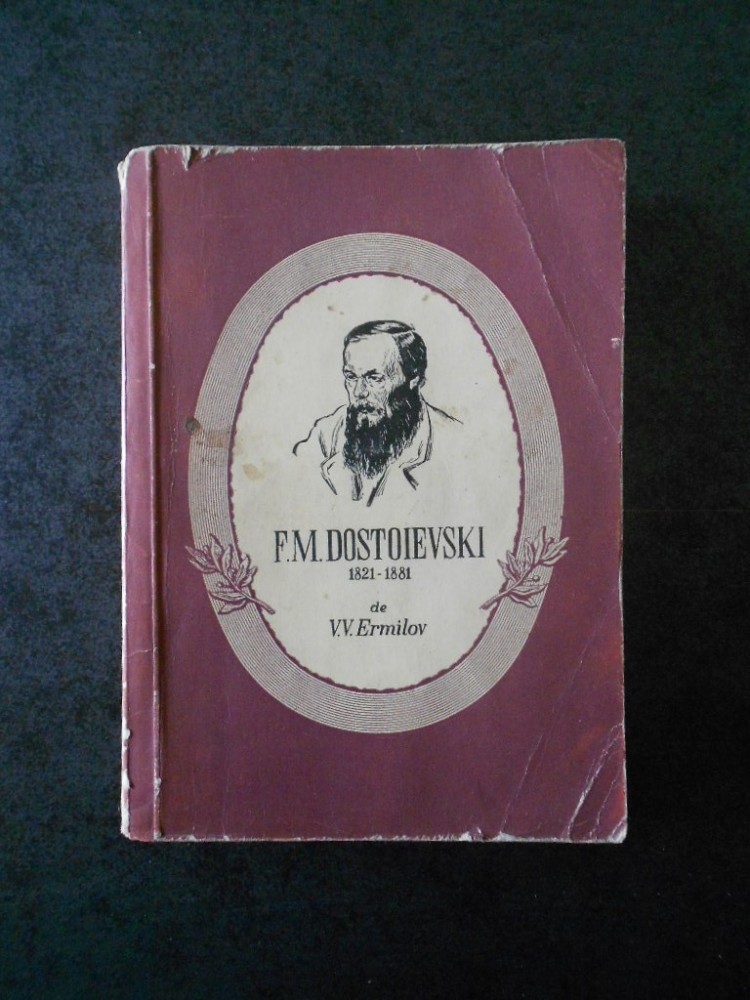 F.M. DOSTOIEVSKI
1821-1881
de
V.V. Ermilov